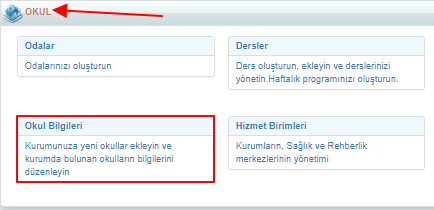 OKUL
Odalar
Odalarınızı oluşturun
Dersler
Ders oluşturun, ekleyin ve derslerinizi
yönetin.Haftalık programınızı oluşturun.
Okul Bilgileri
Kurumunuza yeni okullar ekleyin ve
kurumda bulunan okulların bilgilerini
düzenleyin
Hizmet Birimleri
Kurumların, Sağlık ve Rehberlik
merkezlerinin yönetimi